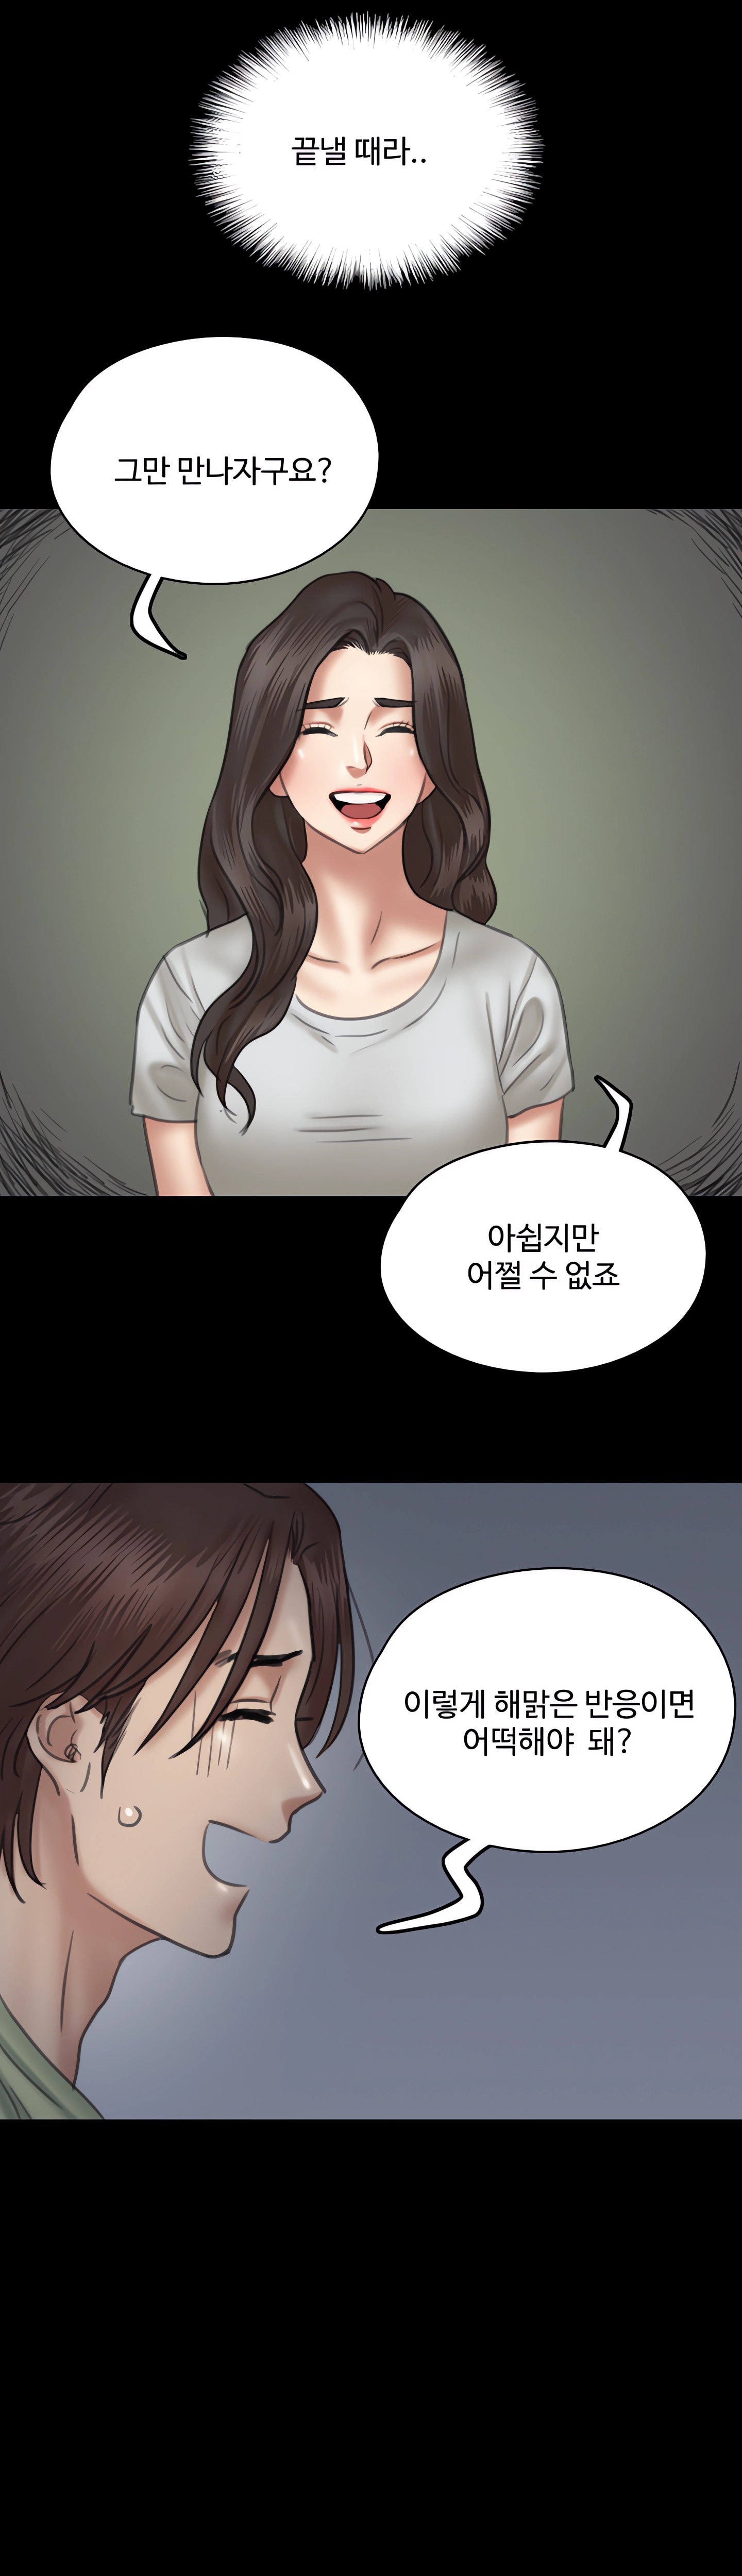 끝낼 때라..
그만 만나자구요?
아쉽지만
어쩔 수 없죠
이렇게 해맑은 반응이면
어떡해야 돼?